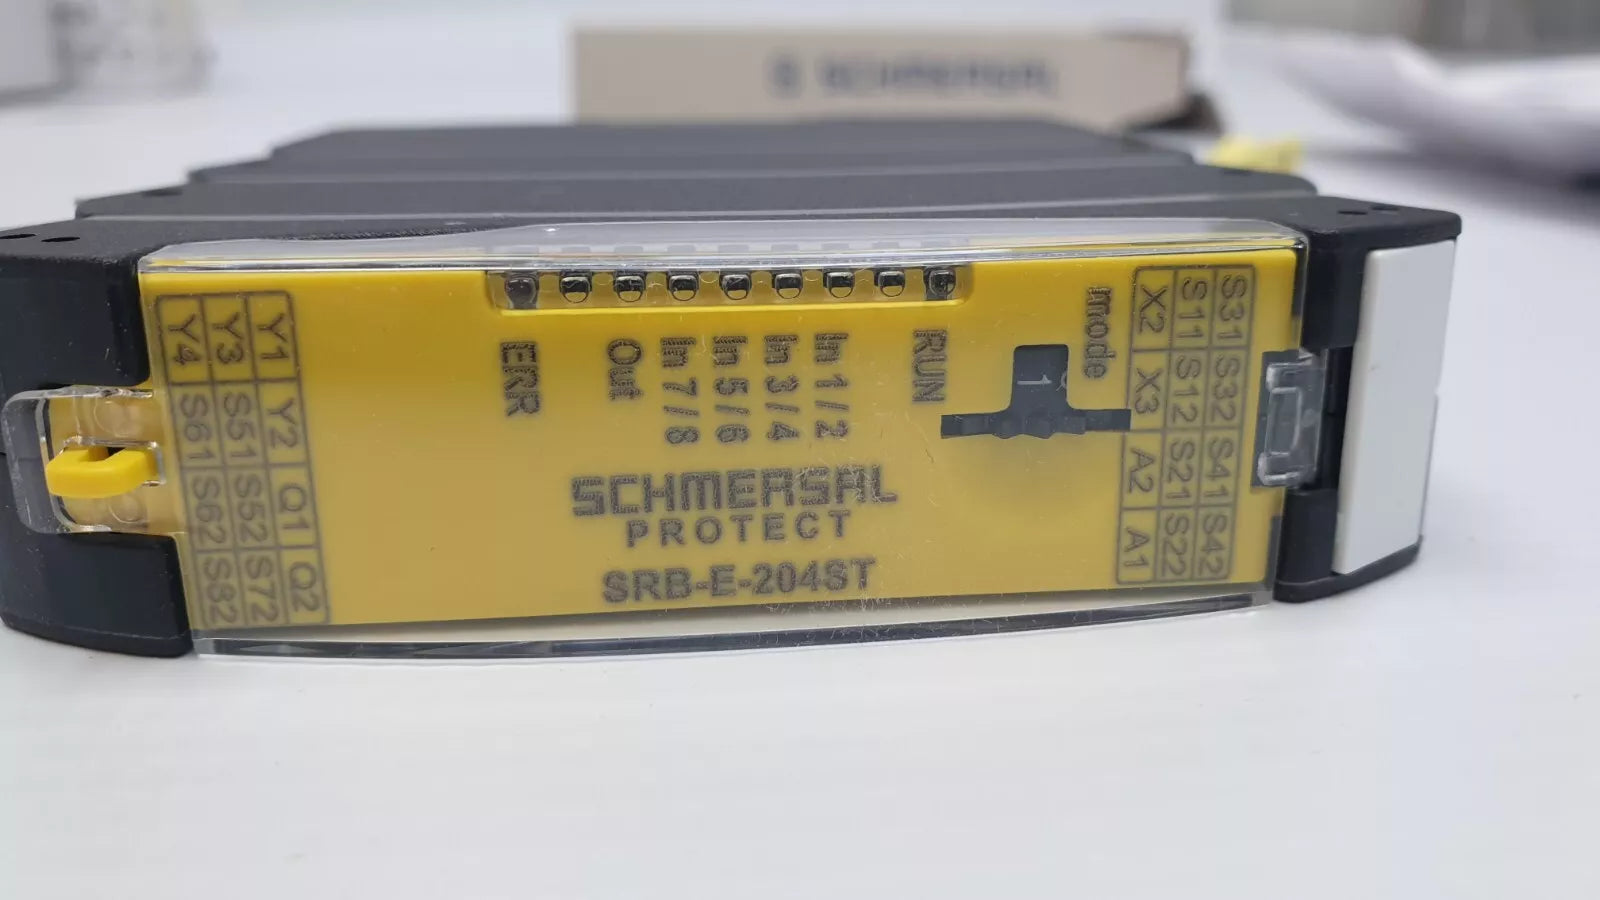 SCHMERSAL
S31 S32 S41 S42
S11 S12 S21 S22
X2 X3 A2 A1
mode
1
RUN
In 1 / 2
In 3 / 4
In 5 / 6
In 7 / 8
Out
ERR
SCHMERSAL
PROTECT
SRB-E-204ST
Y1 Y2 Q1 Q2
Y3 S51 S52 S72
Y4 S61 S62 S82